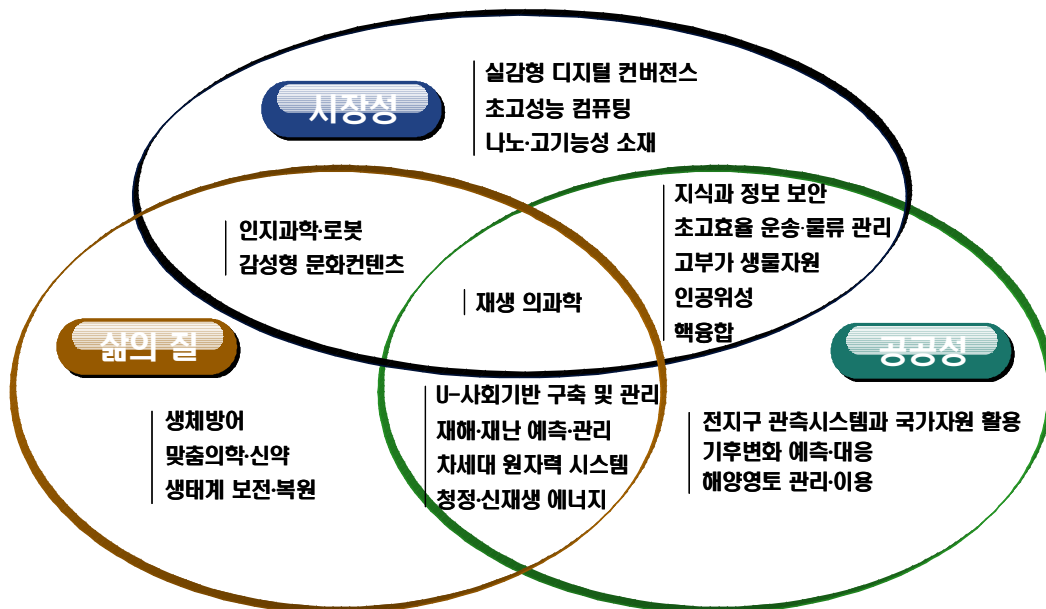 시장성
실감형 디지털 컨버전스
초고성능 컴퓨팅
나노·고기능성 소재
인지과학·로봇
감성형 문화컨텐츠
지식과 정보 보안
초고효율 운송·물류 관리
고부가 생물자원
인공위성
핵융합
재생 의과학
삶의 질
공공성
생체방어
맞춤의학·신약
생태계 보전·복원
U-사회기반 구축 및 관리
재해·재난 예측·관리
차세대 원자력 시스템
청정·신재생 에너지
전지구 관측시스템과 국가자원 활용
기후변화 예측·대응
해양영토 관리·이용